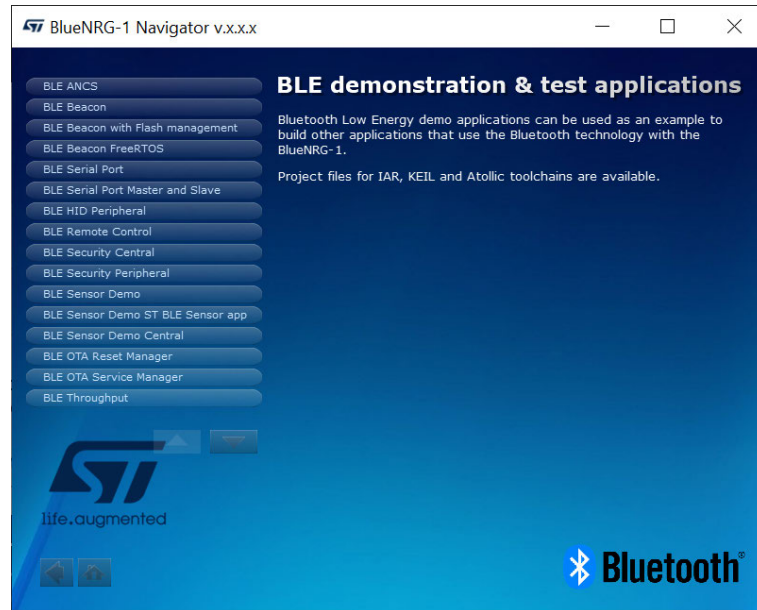 BlueNRG-1 Navigator v.x.x.x
BLE ANCS
BLE Beacon
BLE Beacon with Flash management
BLE Beacon FreeRTOS
BLE Serial Port
BLE Serial Port Master and Slave
BLE HID Peripheral
BLE Remote Control
BLE Security Central
BLE Security Peripheral
BLE Sensor Demo
BLE Sensor Demo ST BLE Sensor app
BLE Sensor Demo Central
BLE OTA Reset Manager
BLE OTA Service Manager
BLE Throughput
BLE demonstration & test applications
Bluetooth Low Energy demo applications can be used as an example to
build other applications that use the Bluetooth technology with the
BlueNRG-1.
Project files for IAR, KEIL and Atollic toolchains are available.
ST
life.augmented
Bluetooth®